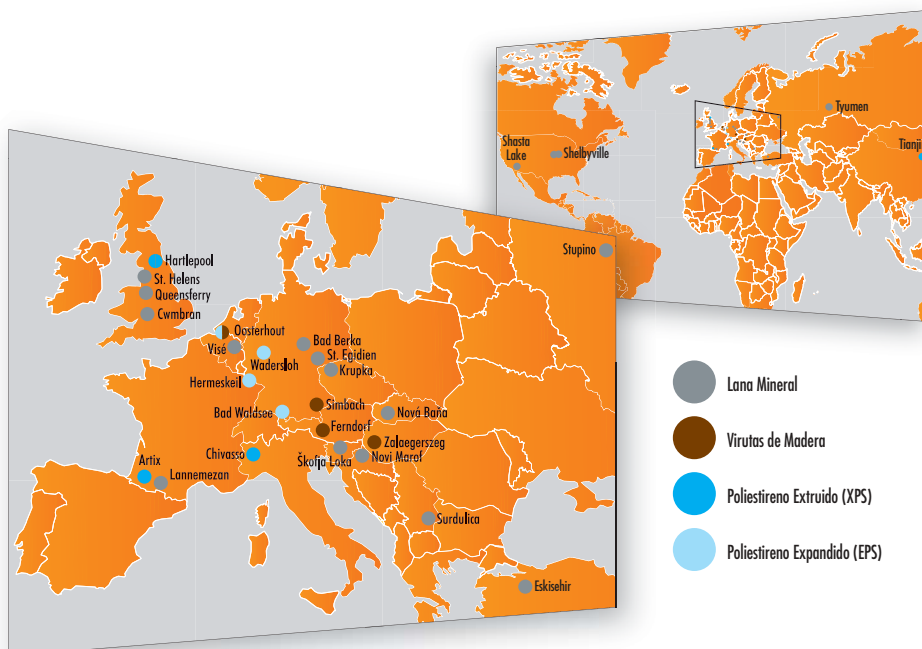 Tyumen
Shasta
Lake
Shelbyville
Tianjin
Stupino
Hartlepool
St. Helens
Queensferry
Cwmbran
Oosterhout
Visé
Wadersloh
Bad Berka
St. Egidien
Krupka
Hermeskeil
Bad Waldsee
Simbach
Nová Baňa
Ferndorf
Zalaegerszeg
Chivasso
Škofja Loka
Novi Marof
Artix
Lannemezan
Surdulica
Eskisehir
Lana Mineral
Virutas de Madera
Poliestireno Extruido (XPS)
Poliestireno Expandido (EPS)